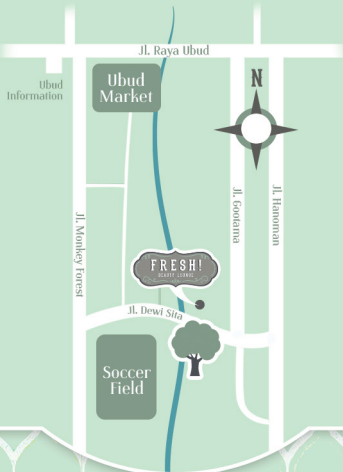 Jl. Raya Ubud
Ubud
Information
Ubud
Market
N
Jl. Monkey Forest
Jl. Gootama
Jl. Hanoman
FRESH!
BEAUTY LOUNGE
Jl. Dewi Sita
Soccer
Field